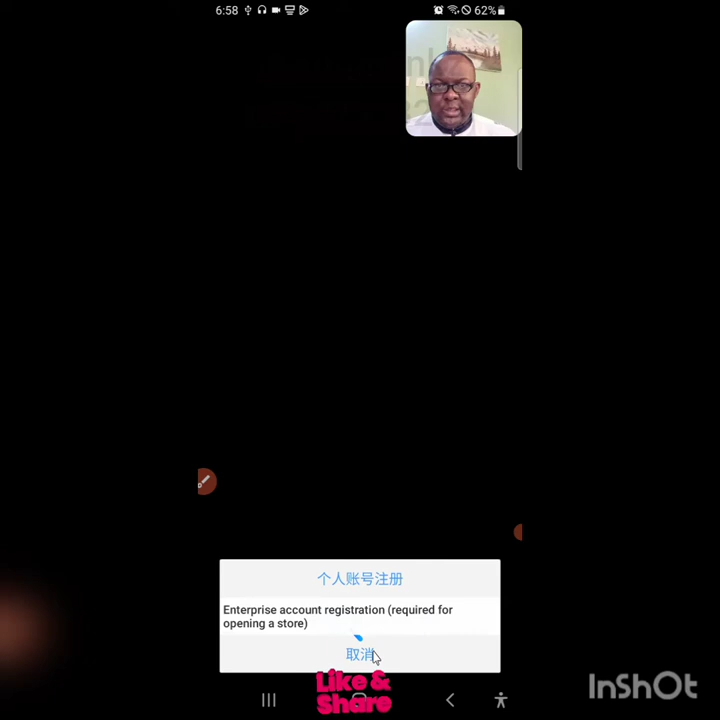 6:58
62%
个人账号注册
Enterprise account registration (required for
opening a store)
取消
Like &
Share
InShOt